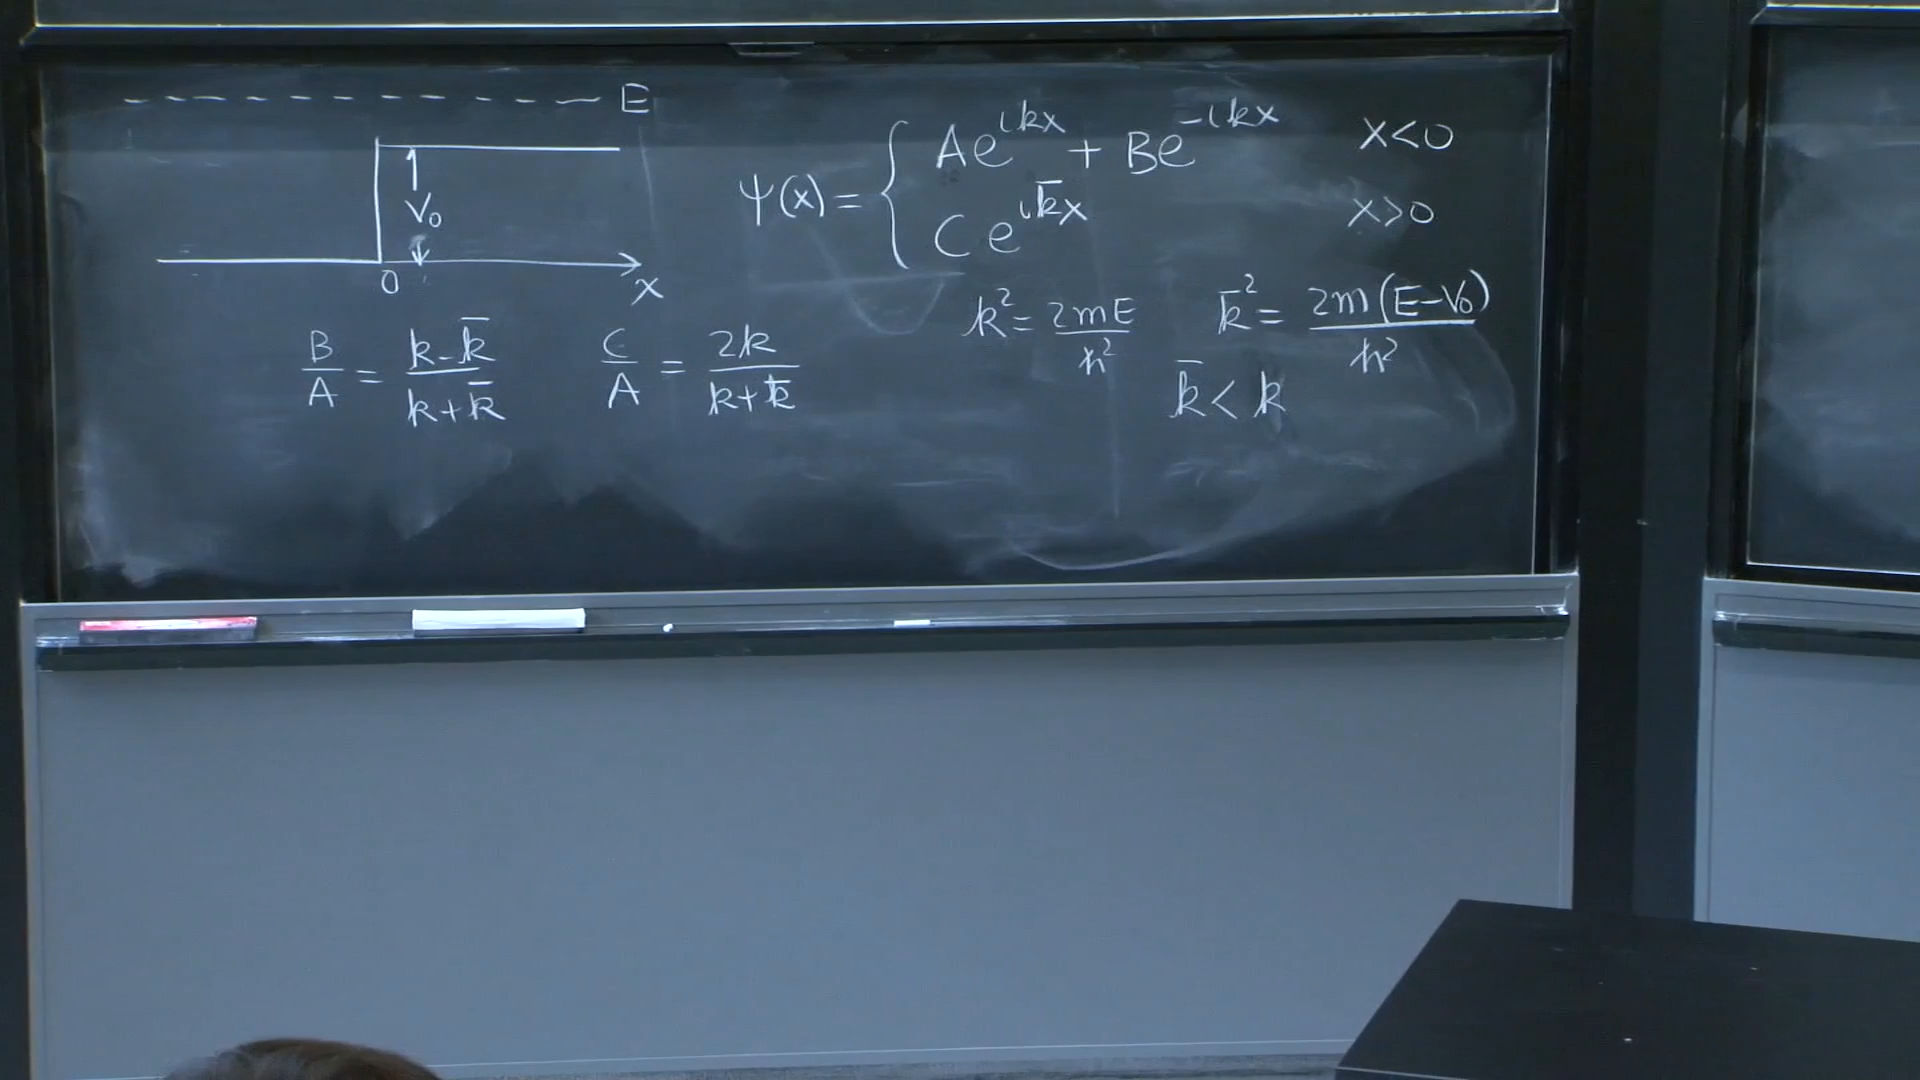 E
V₀
0
x
ψ(x) = { Ae^{ikx} + Be^{-ikx} x<0
Ce^{ik̄x} x>0
k² = 2mE/ħ² k̄² = 2m(E-V₀)/ħ²
k̄ < k
B/A = (k-k̄)/(k+k̄) C/A = 2k/(k+k̄)